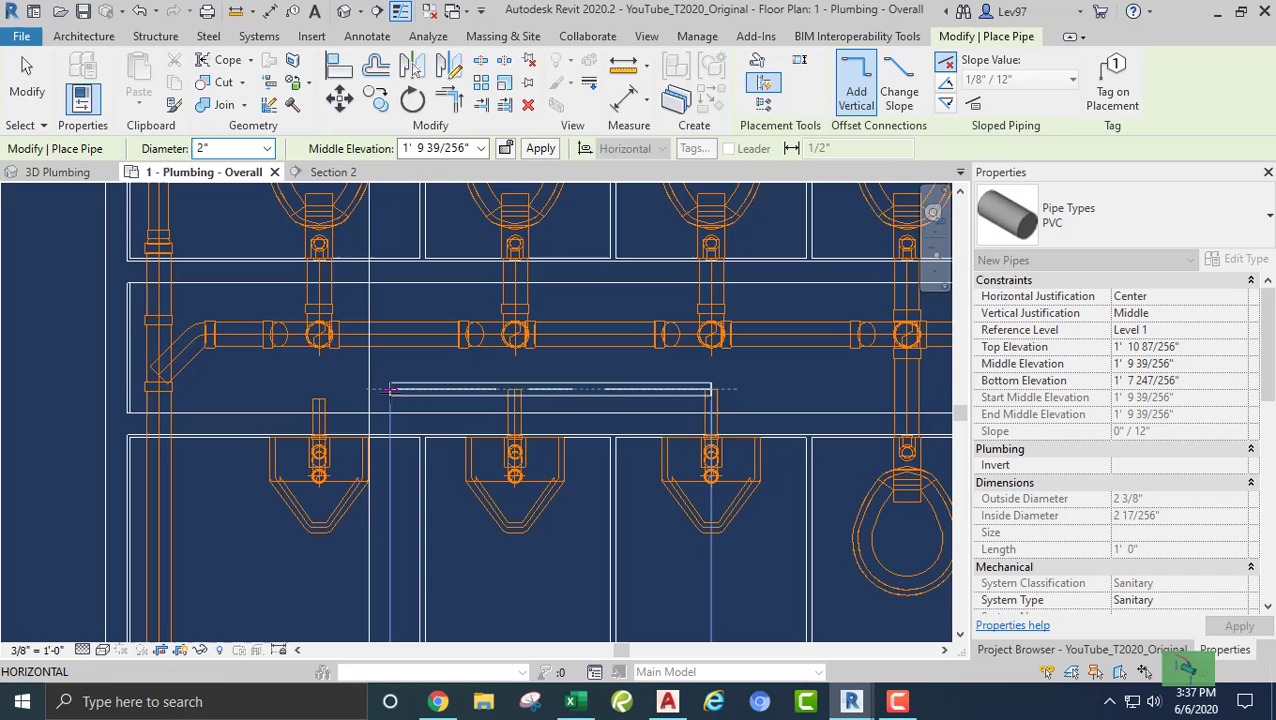 Autodesk Revit 2020.2 - YouTube_T2020_Original - Floor Plan: 1 - Plumbing - Overall
Lev97
File
Architecture
Structure
Steel
Systems
Insert
Annotate
Analyze
Massing & Site
Collaborate
View
Manage
Add-Ins
BIM Interoperability Tools
Modify | Place Pipe
Modify
Paste
Cope
Cut
Join
Add
Vertical
Change
Slope
Slope Value:
1/8" / 12"
Tag on
Placement
Select
Properties
Clipboard
Geometry
Modify
View
Measure
Create
Placement Tools
Offset Connections
Sloped Piping
Tag
Modify | Place Pipe
Diameter:
2"
Middle Elevation:
1' 9 39/256"
Apply
Horizontal
Tags...
Leader
1/2"
3D Plumbing
1 - Plumbing - Overall
Section 2
Properties
Pipe Types
PVC
New Pipes
Edit Type
Constraints
Horizontal Justification Center
Vertical Justification Middle
Reference Level Level 1
Top Elevation 1' 10 87/256"
Middle Elevation 1' 9 39/256"
Bottom Elevation 1' 7 247/256"
Start Middle Elevation 1' 9 39/256"
End Middle Elevation 1' 9 39/256"
Slope 0" / 12"
Plumbing
Invert
Dimensions
Outside Diameter 2 3/8"
Inside Diameter 2 17/256"
Size
Length 1' 0"
Mechanical
System Classification Sanitary
System Type Sanitary
Properties help
Apply
Project Browser - YouTube_T2020_Original
Properties
3/8" = 1'-0"
HORIZONTAL
:0
Main Model
Type here to search
3:37 PM
6/6/2020